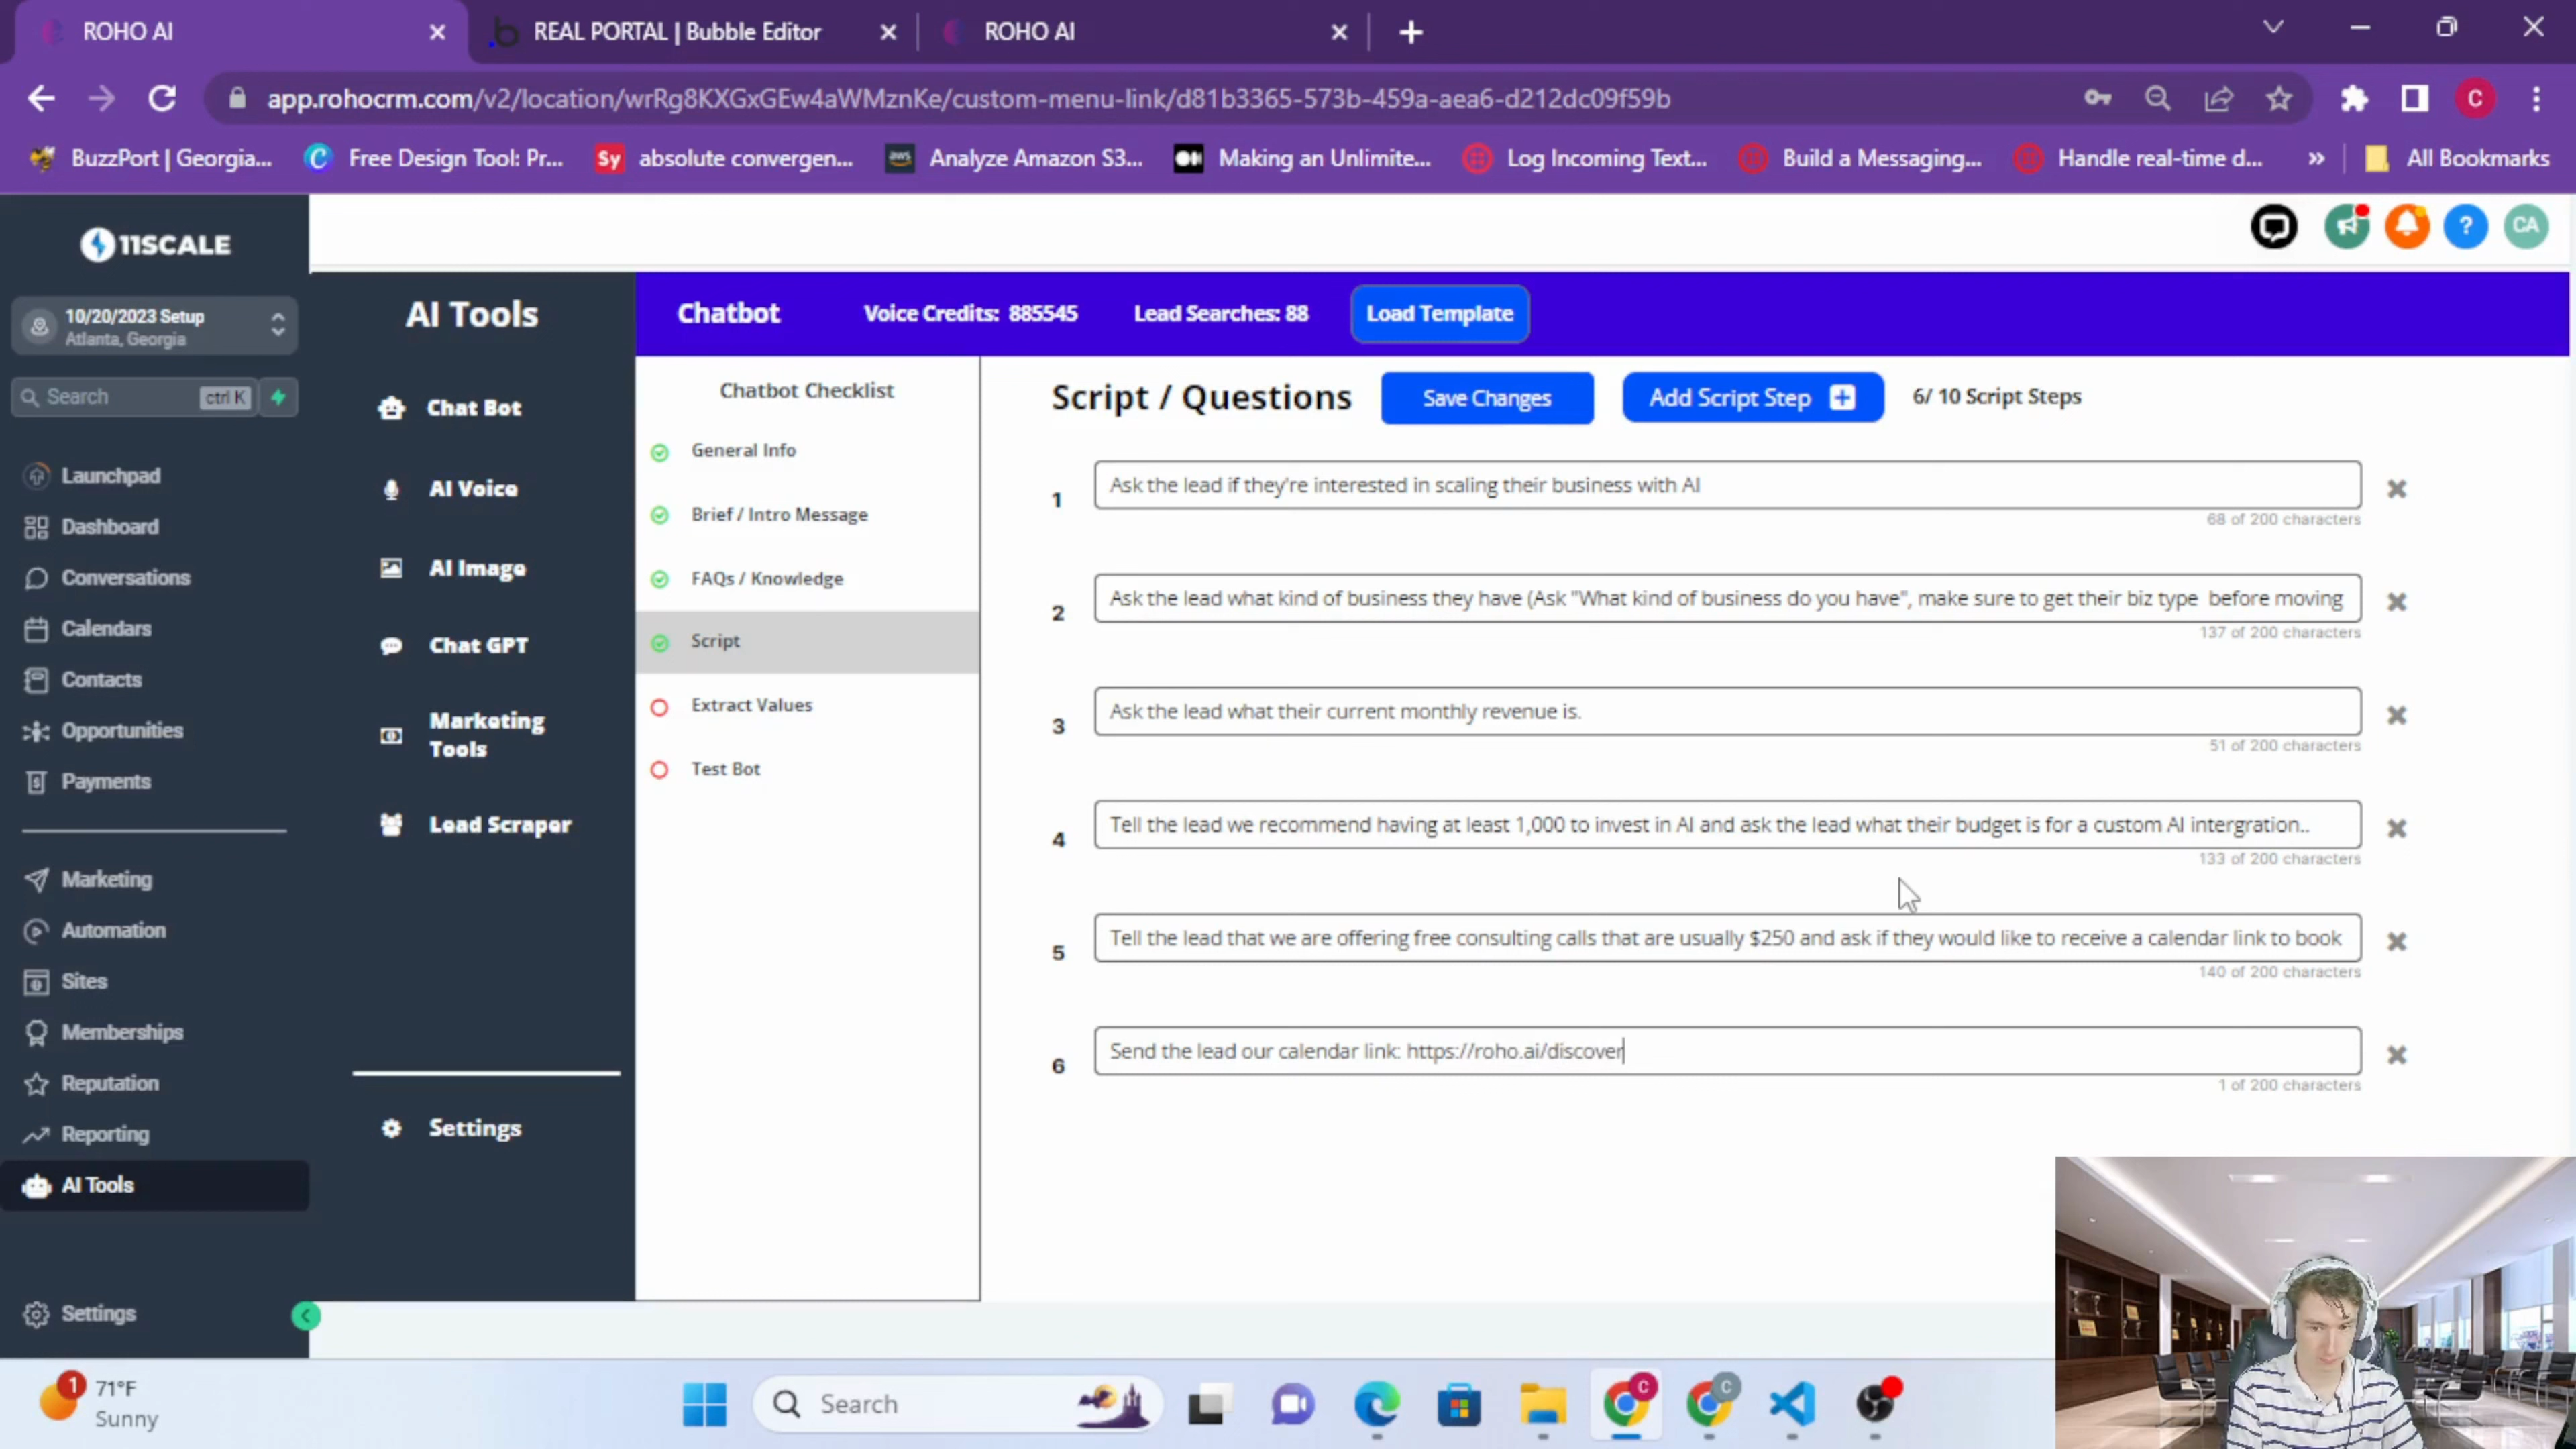 ROHO AI
REAL PORTAL | Bubble Editor
ROHO AI
app.rohocrm.com/v2/location/wrRg8KXGxGEw4aWMznKe/custom-menu-link/d81b3365-573b-459a-aea6-d212dc09f59b
C
BuzzPort | Georgia...
Free Design Tool: Pr...
Sy absolute convergen...
aws Analyze Amazon S3...
Making an Unlimite...
Log Incoming Text...
Build a Messaging...
Handle real-time d...
»
All Bookmarks
11SCALE
CA
10/20/2023 Setup
Atlanta, Georgia
Search
ctrl K
Launchpad
Dashboard
Conversations
Calendars
Contacts
Opportunities
Payments
Marketing
Automation
Sites
Memberships
Reputation
Reporting
AI Tools
Settings
AI Tools
Chat Bot
AI Voice
AI Image
Chat GPT
Marketing
Tools
Lead Scraper
Settings
Chatbot
Voice Credits: 885545
Lead Searches: 88
Load Template
Chatbot Checklist
General Info
Brief / Intro Message
FAQs / Knowledge
Script
Extract Values
Test Bot
Script / Questions
Save Changes
Add Script Step
6/ 10 Script Steps
1
Ask the lead if they're interested in scaling their business with AI
68 of 200 characters
2
Ask the lead what kind of business they have (Ask "What kind of business do you have", make sure to get their biz type  before moving
137 of 200 characters
3
Ask the lead what their current monthly revenue is.
51 of 200 characters
4
Tell the lead we recommend having at least 1,000 to invest in AI and ask the lead what their budget is for a custom AI intergration..
133 of 200 characters
5
Tell the lead that we are offering free consulting calls that are usually $250 and ask if they would like to receive a calendar link to book
140 of 200 characters
6
Send the lead our calendar link: https://roho.ai/discover
1 of 200 characters
1
71°F
Sunny
Search
C
C